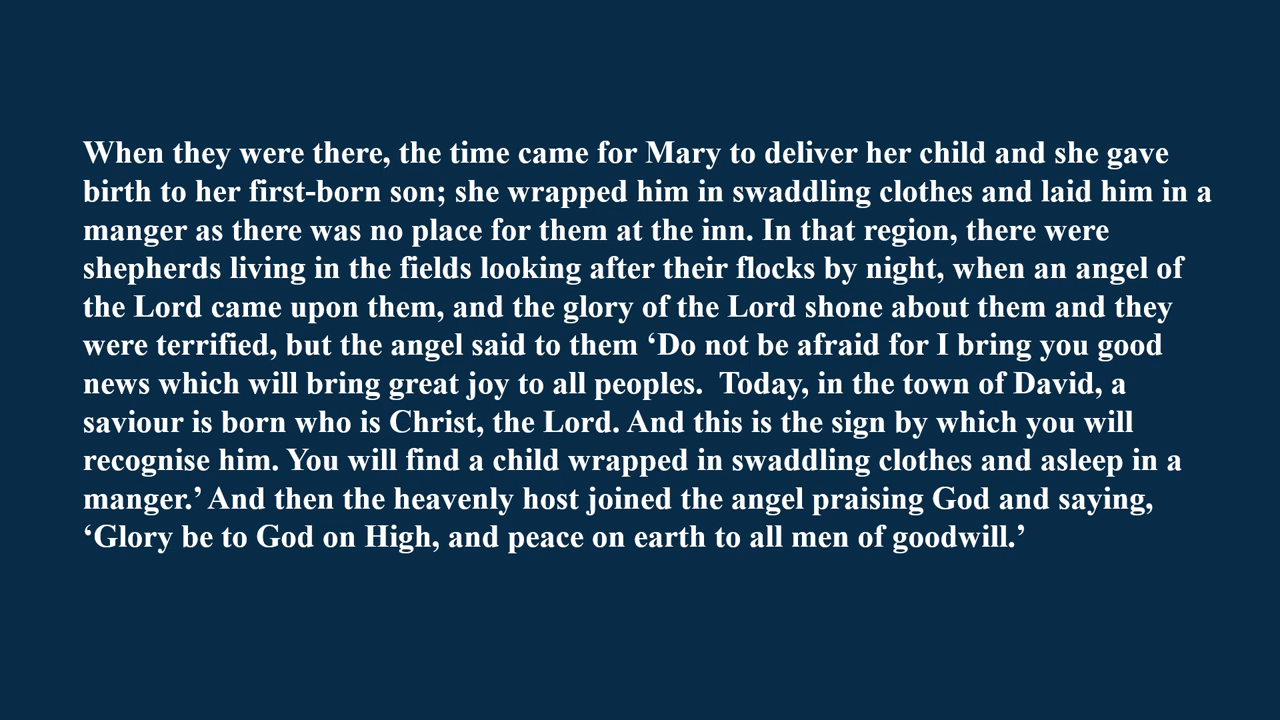 When they were there, the time came for Mary to deliver her child and she gave
birth to her first-born son; she wrapped him in swaddling clothes and laid him in a
manger as there was no place for them at the inn. In that region, there were
shepherds living in the fields looking after their flocks by night, when an angel of
the Lord came upon them, and the glory of the Lord shone about them and they
were terrified, but the angel said to them ‘Do not be afraid for I bring you good
news which will bring great joy to all peoples.  Today, in the town of David, a
saviour is born who is Christ, the Lord. And this is the sign by which you will
recognise him. You will find a child wrapped in swaddling clothes and asleep in a
manger.’ And then the heavenly host joined the angel praising God and saying,
‘Glory be to God on High, and peace on earth to all men of goodwill.’